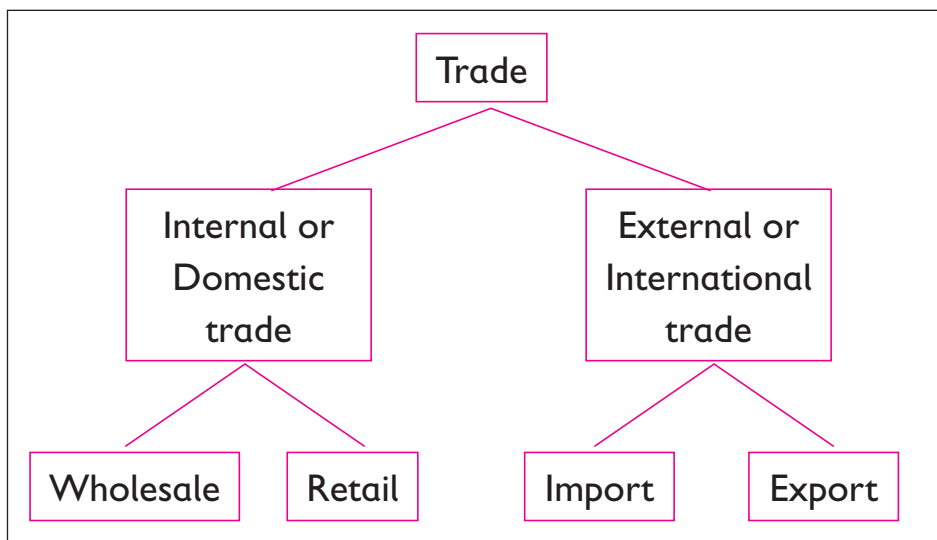 Trade
Internal or
Domestic
trade
External or
International
trade
Wholesale
Retail
Import
Export